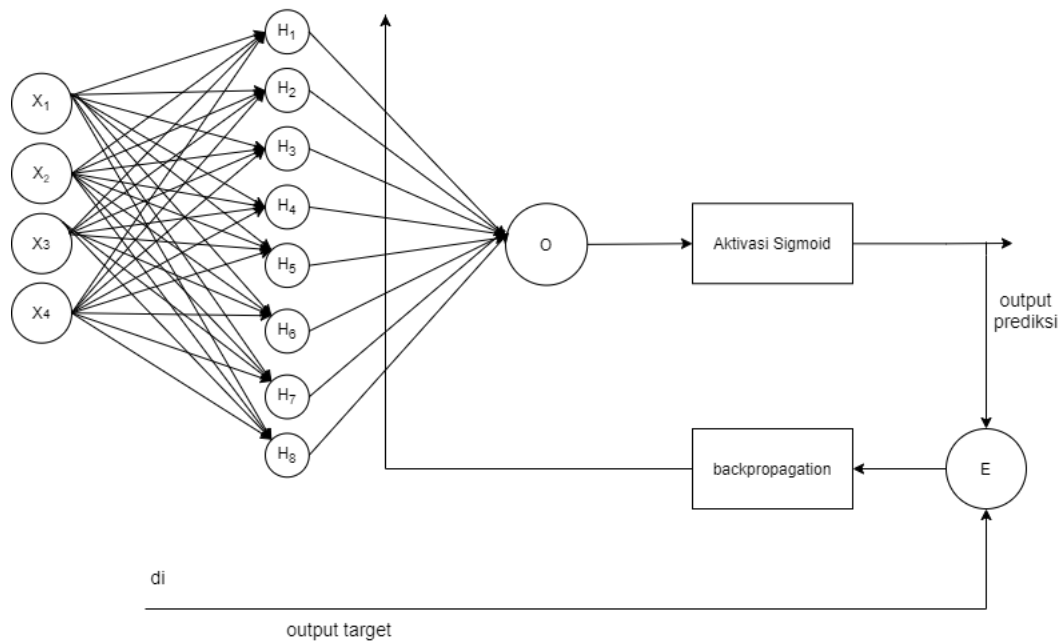 X1
X2
X3
X4
H1
H2
H3
H4
H5
H6
H7
H8
O
Aktivasi Sigmoid
output
prediksi
backpropagation
E
di
output target